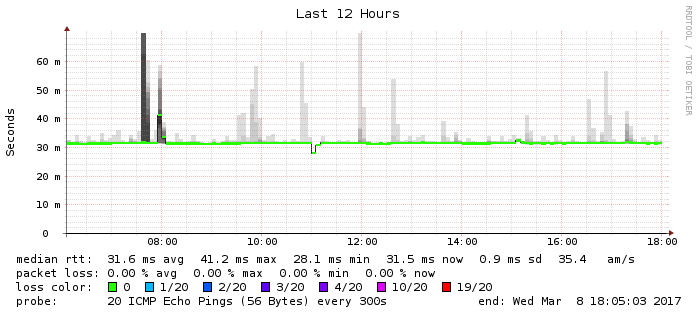 Last 12 Hours
RRDTOOL / TOBI OETIKER
Seconds
60 m
50 m
40 m
30 m
20 m
10 m
0
08:00 10:00 12:00 14:00 16:00 18:00
median rtt: 31.6 ms avg 41.2 ms max 28.1 ms min 31.5 ms now 0.9 ms sd 35.4 am/s
packet loss: 0.00 % avg 0.00 % max 0.00 % min 0.00 % now
loss color: 0 1/20 2/20 3/20 4/20 10/20 19/20
probe: 20 ICMP Echo Pings (56 Bytes) every 300s end: Wed Mar 8 18:05:03 2017